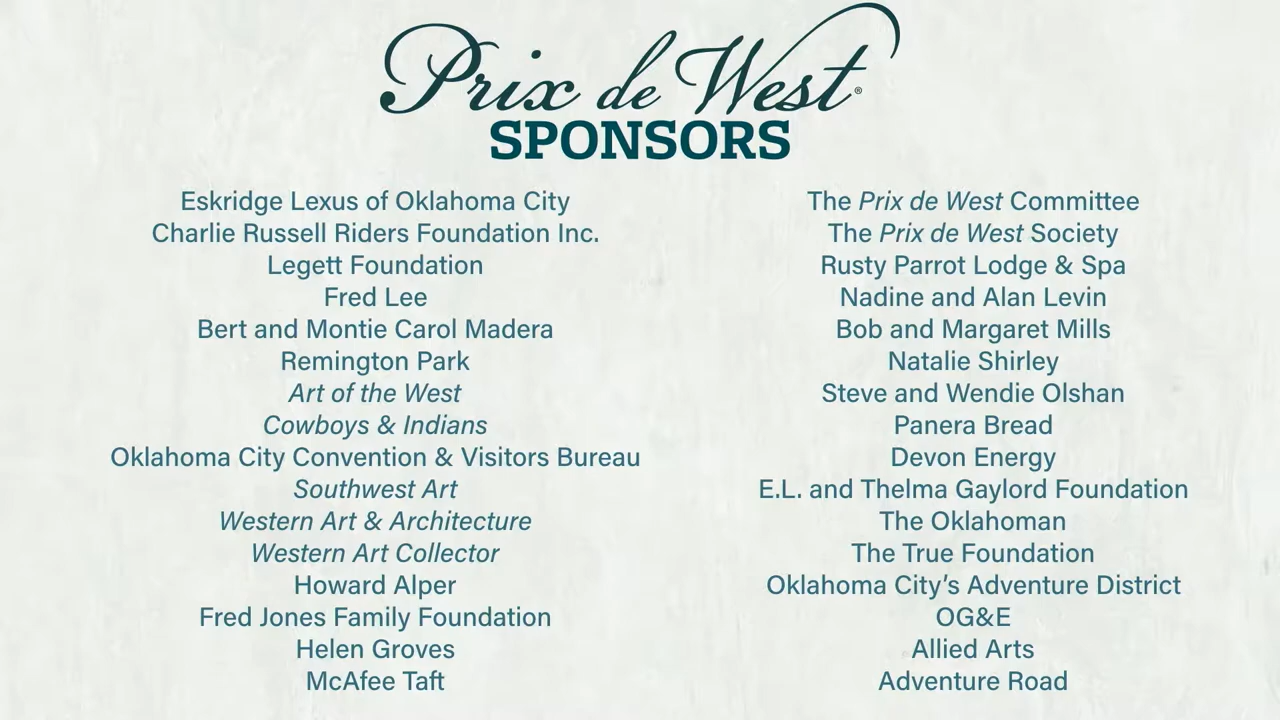 Prix de West®
SPONSORS
Eskridge Lexus of Oklahoma City
Charlie Russell Riders Foundation Inc.
Legett Foundation
Fred Lee
Bert and Montie Carol Madera
Remington Park
Art of the West
Cowboys & Indians
Oklahoma City Convention & Visitors Bureau
Southwest Art
Western Art & Architecture
Western Art Collector
Howard Alper
Fred Jones Family Foundation
Helen Groves
McAfee Taft
The Prix de West Committee
The Prix de West Society
Rusty Parrot Lodge & Spa
Nadine and Alan Levin
Bob and Margaret Mills
Natalie Shirley
Steve and Wendie Olshan
Panera Bread
Devon Energy
E.L. and Thelma Gaylord Foundation
The Oklahoman
The True Foundation
Oklahoma City’s Adventure District
OG&E
Allied Arts
Adventure Road